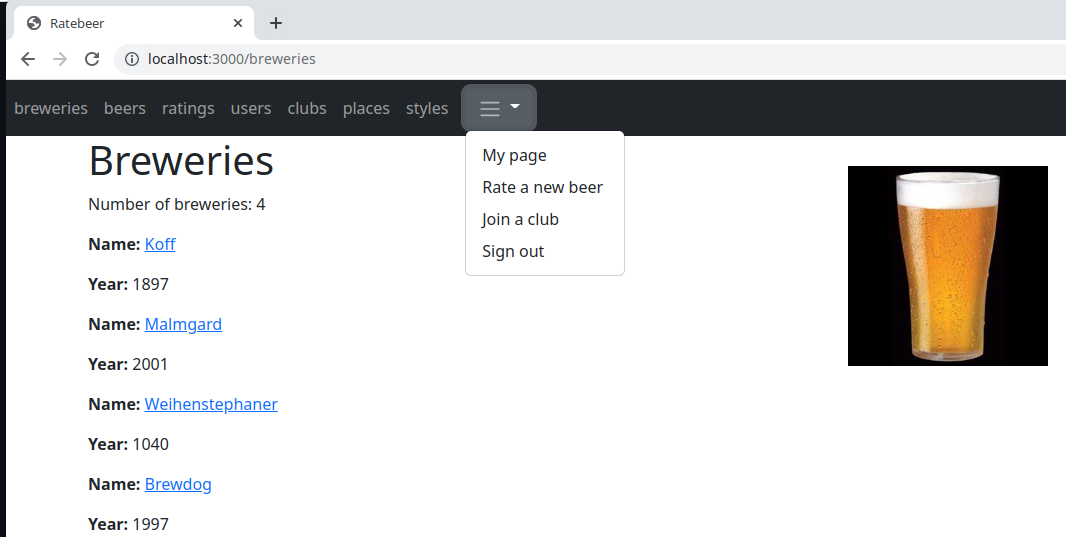 Ratebeer
localhost:3000/breweries
breweries beers ratings users clubs places styles
My page
Rate a new beer
Join a club
Sign out
Breweries
Number of breweries: 4
Name: Koff
Year: 1897
Name: Malmgard
Year: 2001
Name: Weihenstephaner
Year: 1040
Name: Brewdog
Year: 1997